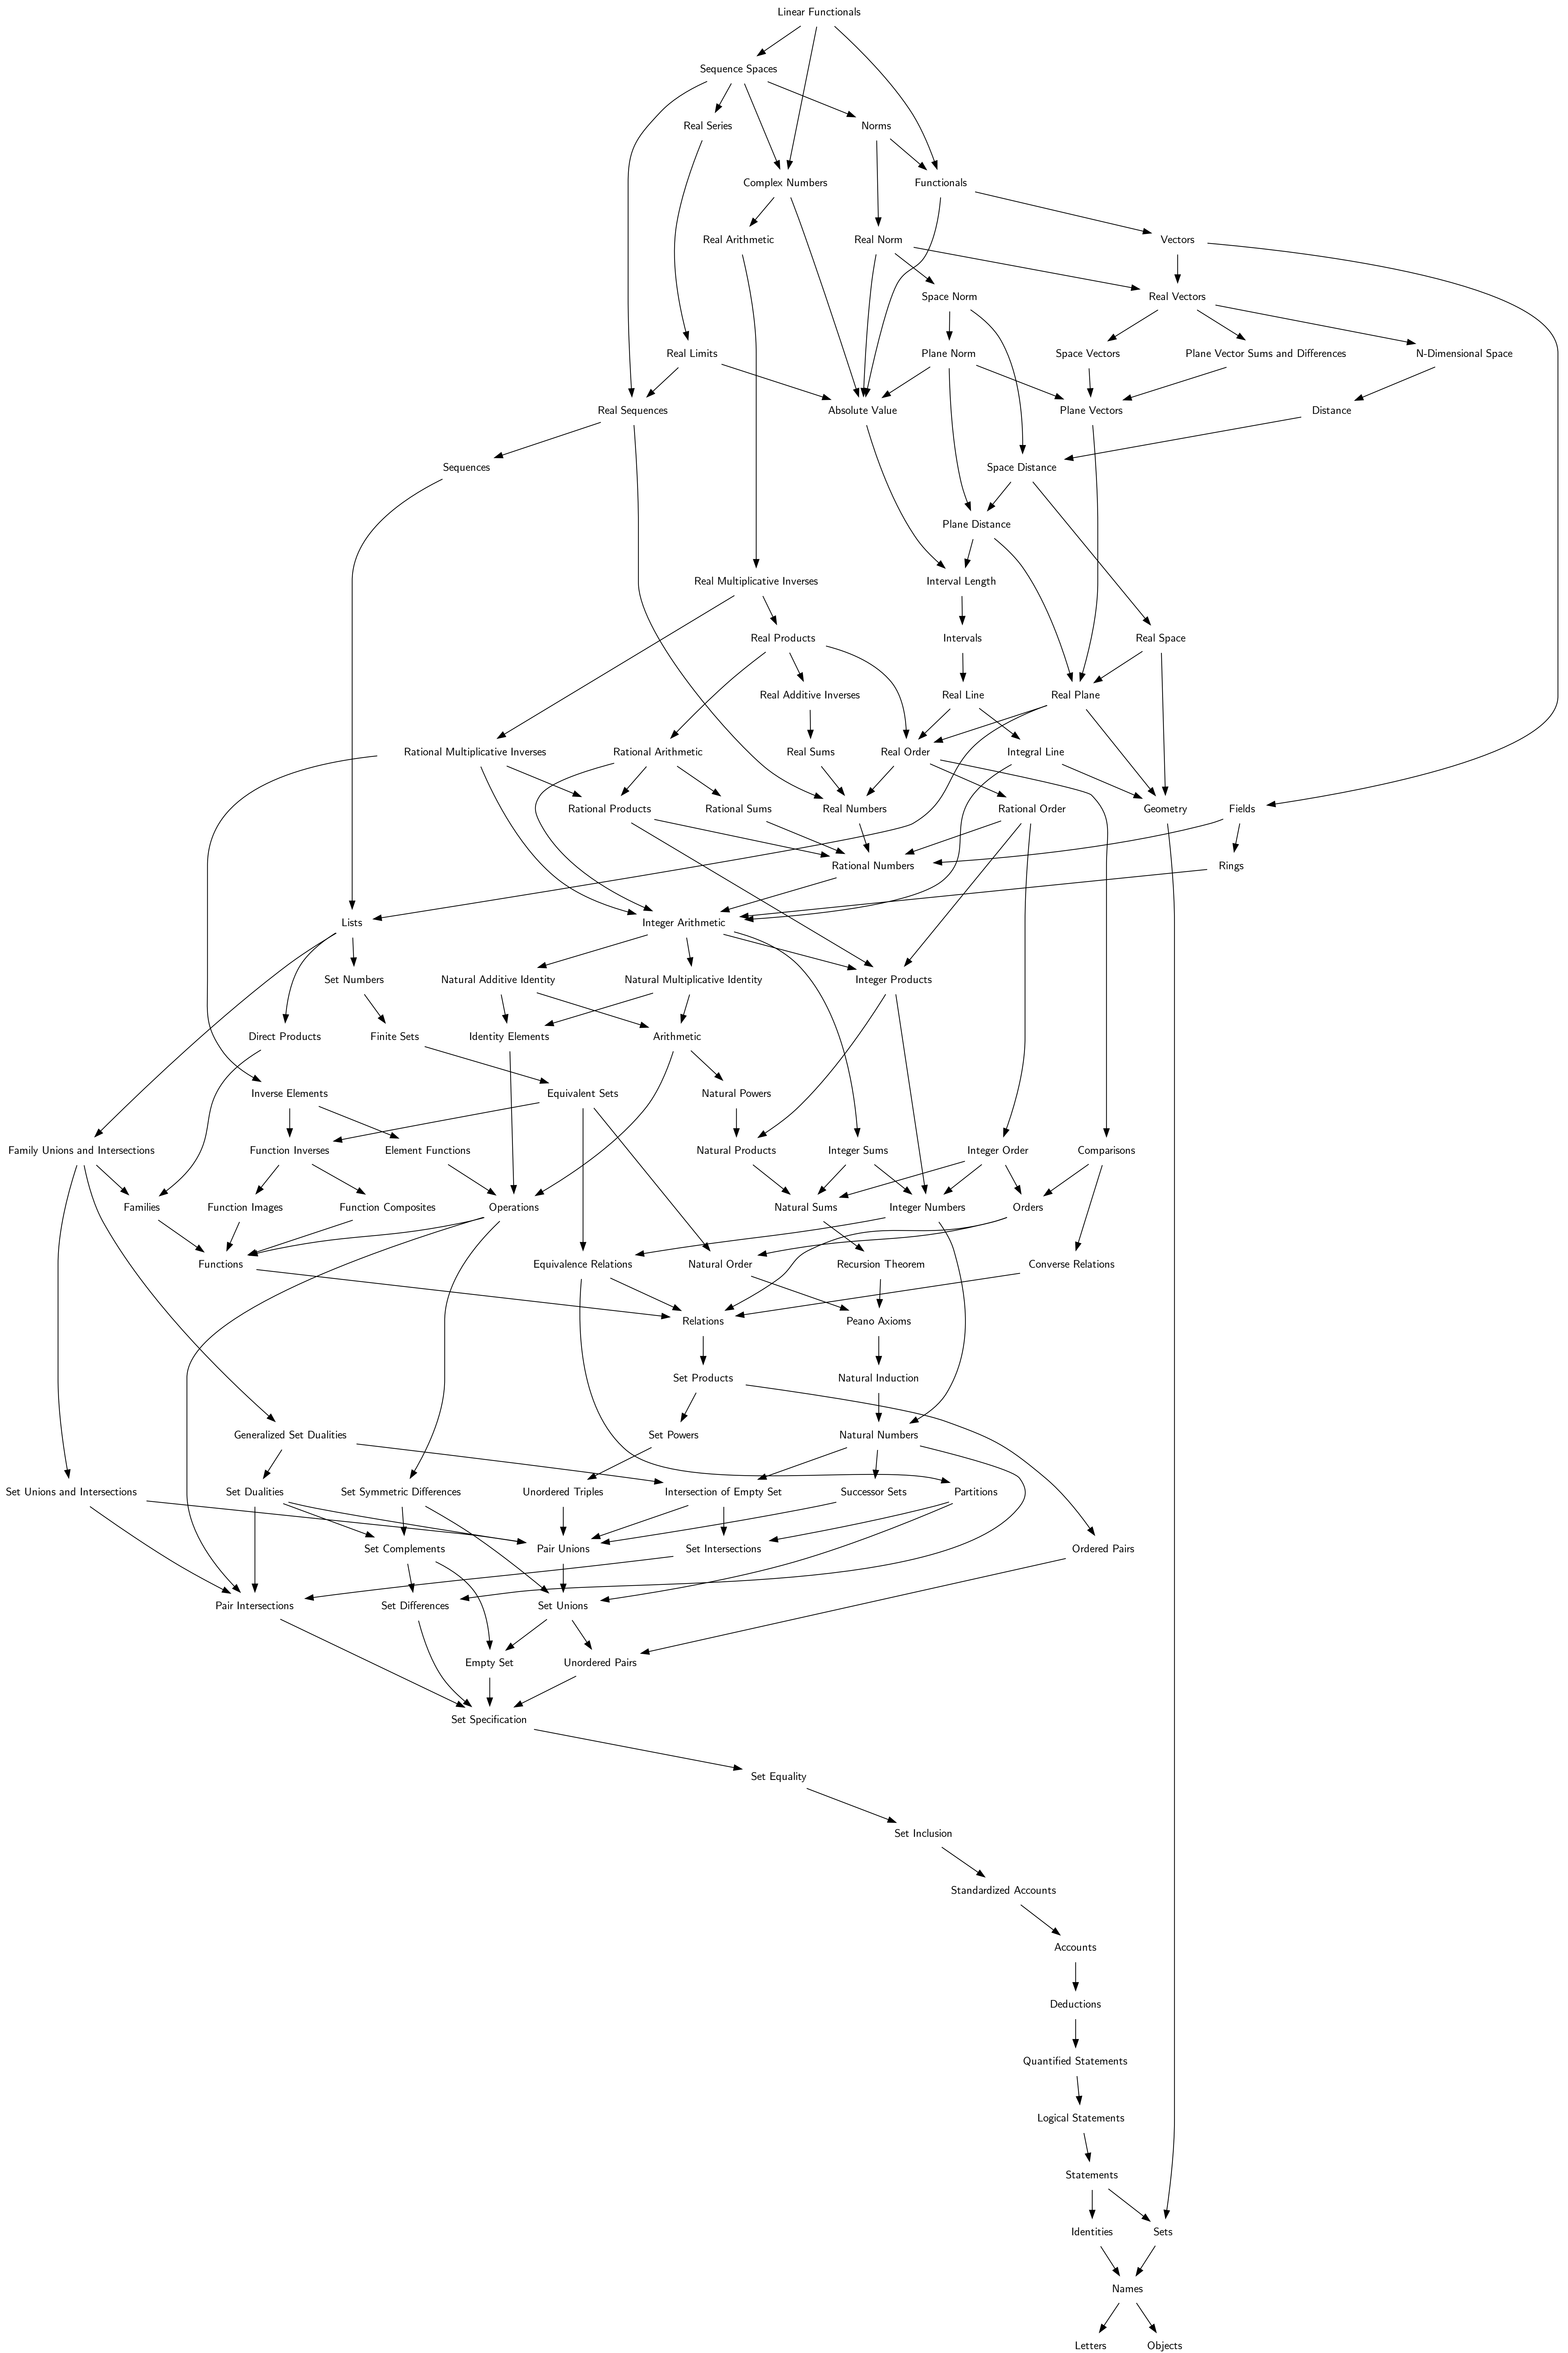 Linear Functionals
Sequence Spaces
Real Series
Norms
Complex Numbers
Functionals
Real Arithmetic
Real Norm
Vectors
Space Norm
Real Vectors
Real Limits
Plane Norm
Space Vectors
Plane Vector Sums and Differences
N-Dimensional Space
Real Sequences
Absolute Value
Plane Vectors
Distance
Sequences
Space Distance
Plane Distance
Real Multiplicative Inverses
Interval Length
Real Products
Intervals
Real Space
Real Additive Inverses
Real Line
Real Plane
Rational Multiplicative Inverses
Rational Arithmetic
Real Sums
Real Order
Integral Line
Rational Products
Rational Sums
Real Numbers
Rational Order
Geometry
Fields
Rational Numbers
Rings
Lists
Integer Arithmetic
Set Numbers
Natural Additive Identity
Natural Multiplicative Identity
Integer Products
Direct Products
Finite Sets
Identity Elements
Arithmetic
Inverse Elements
Equivalent Sets
Natural Powers
Family Unions and Intersections
Function Inverses
Element Functions
Natural Products
Integer Sums
Integer Order
Comparisons
Families
Function Images
Function Composites
Operations
Natural Sums
Integer Numbers
Orders
Functions
Equivalence Relations
Natural Order
Recursion Theorem
Converse Relations
Relations
Peano Axioms
Set Products
Natural Induction
Generalized Set Dualities
Set Powers
Natural Numbers
Set Unions and Intersections
Set Dualities
Set Symmetric Differences
Unordered Triples
Intersection of Empty Set
Successor Sets
Partitions
Set Complements
Pair Unions
Set Intersections
Ordered Pairs
Pair Intersections
Set Differences
Set Unions
Empty Set
Unordered Pairs
Set Specification
Set Equality
Set Inclusion
Standardized Accounts
Accounts
Deductions
Quantified Statements
Logical Statements
Statements
Identities
Sets
Names
Letters
Objects